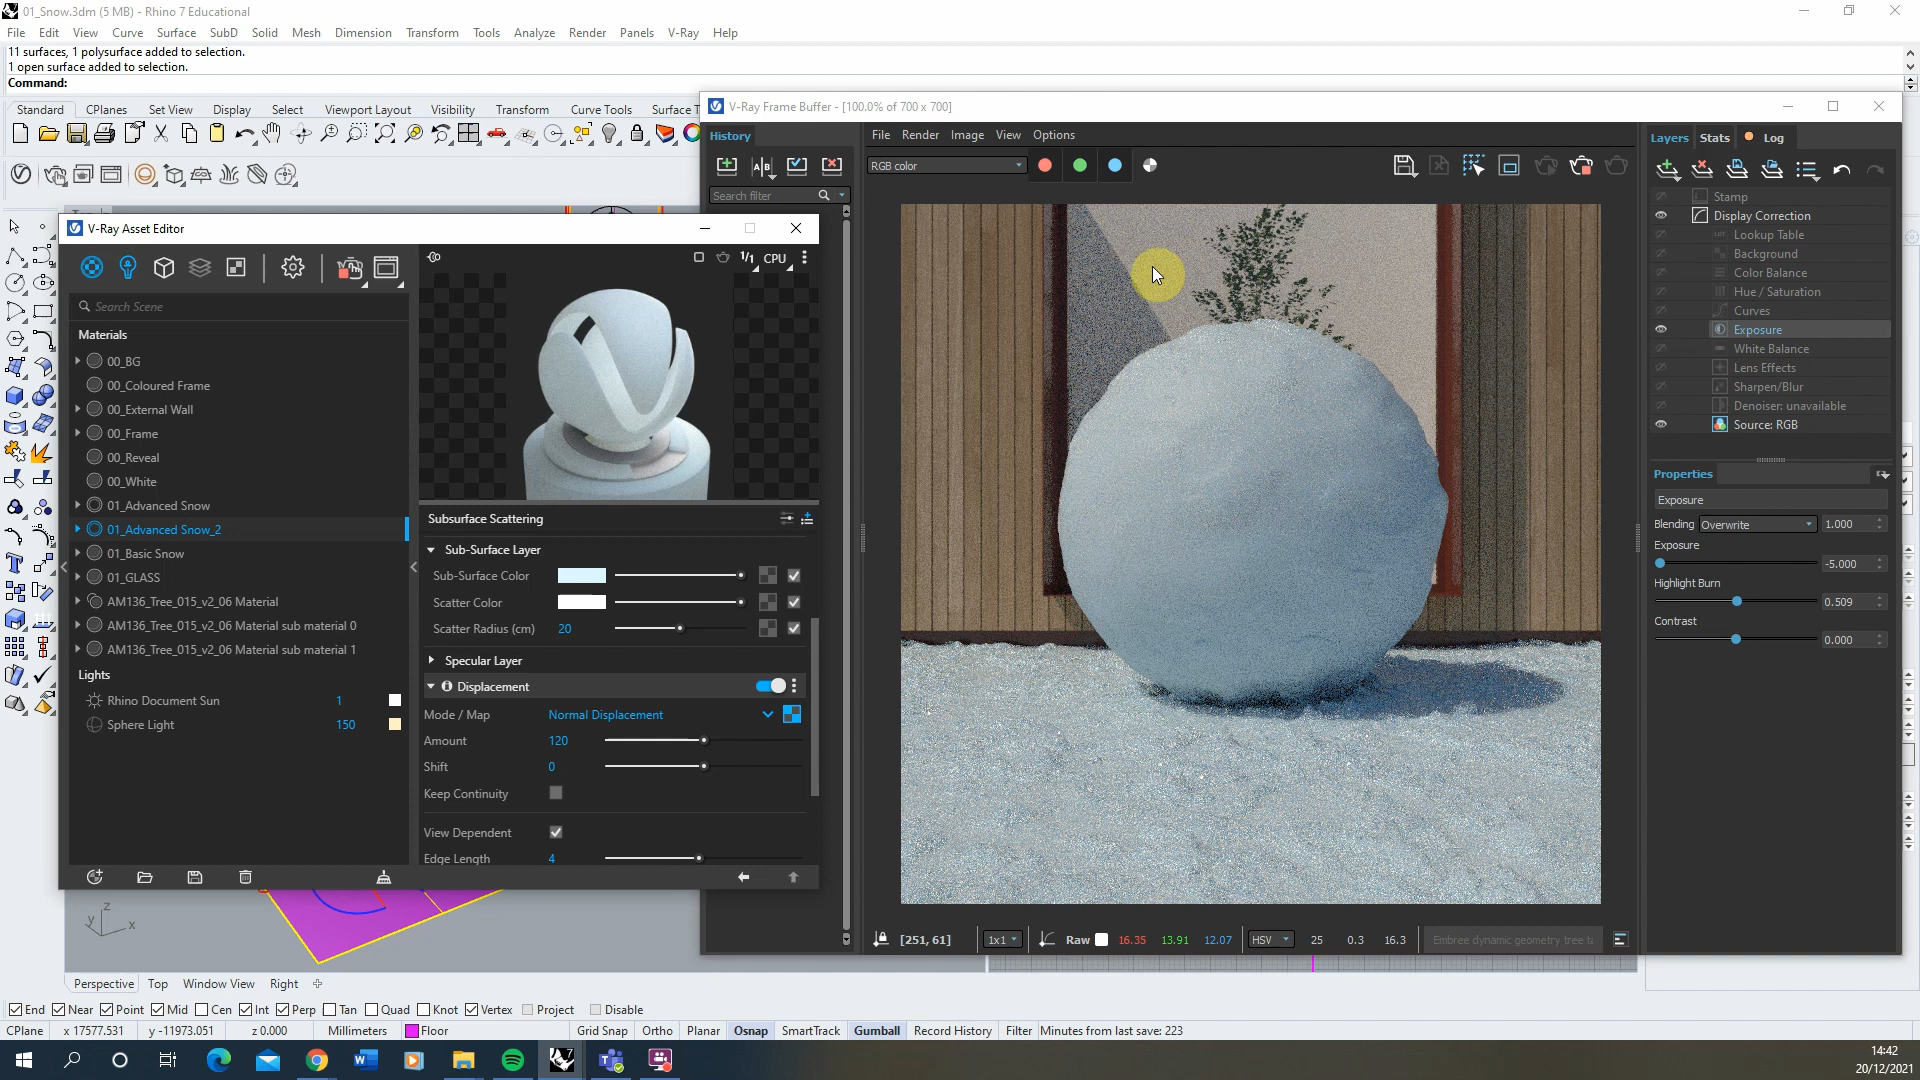 01_Snow.3dm (5 MB) - Rhino 7 Educational
File Edit View Curve Surface SubD Solid Mesh Dimension Transform Tools Analyze Render Panels V-Ray Help
11 surfaces, 1 polysurface added to selection.
1 open surface added to selection.
Command:
Standard CPlanes Set View Display Select Viewport Layout Visibility Transform Curve Tools Surface T
V-Ray Frame Buffer - [100.0% of 700 x 700]
History
File Render Image View Options
RGB color
Search filter
Layers Stats Log
Stamp
Display Correction
Lookup Table
Background
Color Balance
Hue / Saturation
Curves
Exposure
White Balance
Lens Effects
Sharpen/Blur
Denoiser: unavailable
Source: RGB
Properties
Exposure
Blending Overwrite 1.000
Exposure
-5.000
Highlight Burn
0.509
Contrast
0.000
V-Ray Asset Editor
1/1 CPU
Search Scene
Materials
00_BG
00_Coloured Frame
00_External Wall
00_Frame
00_Reveal
00_White
01_Advanced Snow
01_Advanced Snow_2
01_Basic Snow
01_GLASS
AM136_Tree_015_v2_06 Material
AM136_Tree_015_v2_06 Material sub material 0
AM136_Tree_015_v2_06 Material sub material 1
Lights
Rhino Document Sun 1
Sphere Light 150
Subsurface Scattering
Sub-Surface Layer
Sub-Surface Color
Scatter Color
Scatter Radius (cm) 20
Specular Layer
Displacement
Mode / Map Normal Displacement
Amount 120
Shift 0
Keep Continuity
View Dependent
Edge Length 4
[251, 61] 1x1 Raw 16.35 13.91 12.07 HSV 25 0.3 16.3
z
y x
Perspective Top Window View Right
End Near Point Mid Cen Int Perp Tan Quad Knot Vertex Project Disable
CPlane x 17577.531 y -11973.051 z 0.000 Millimeters Floor Grid Snap Ortho Planar Osnap SmartTrack Gumball Record History Filter Minutes from last save: 223
14:42
20/12/2021